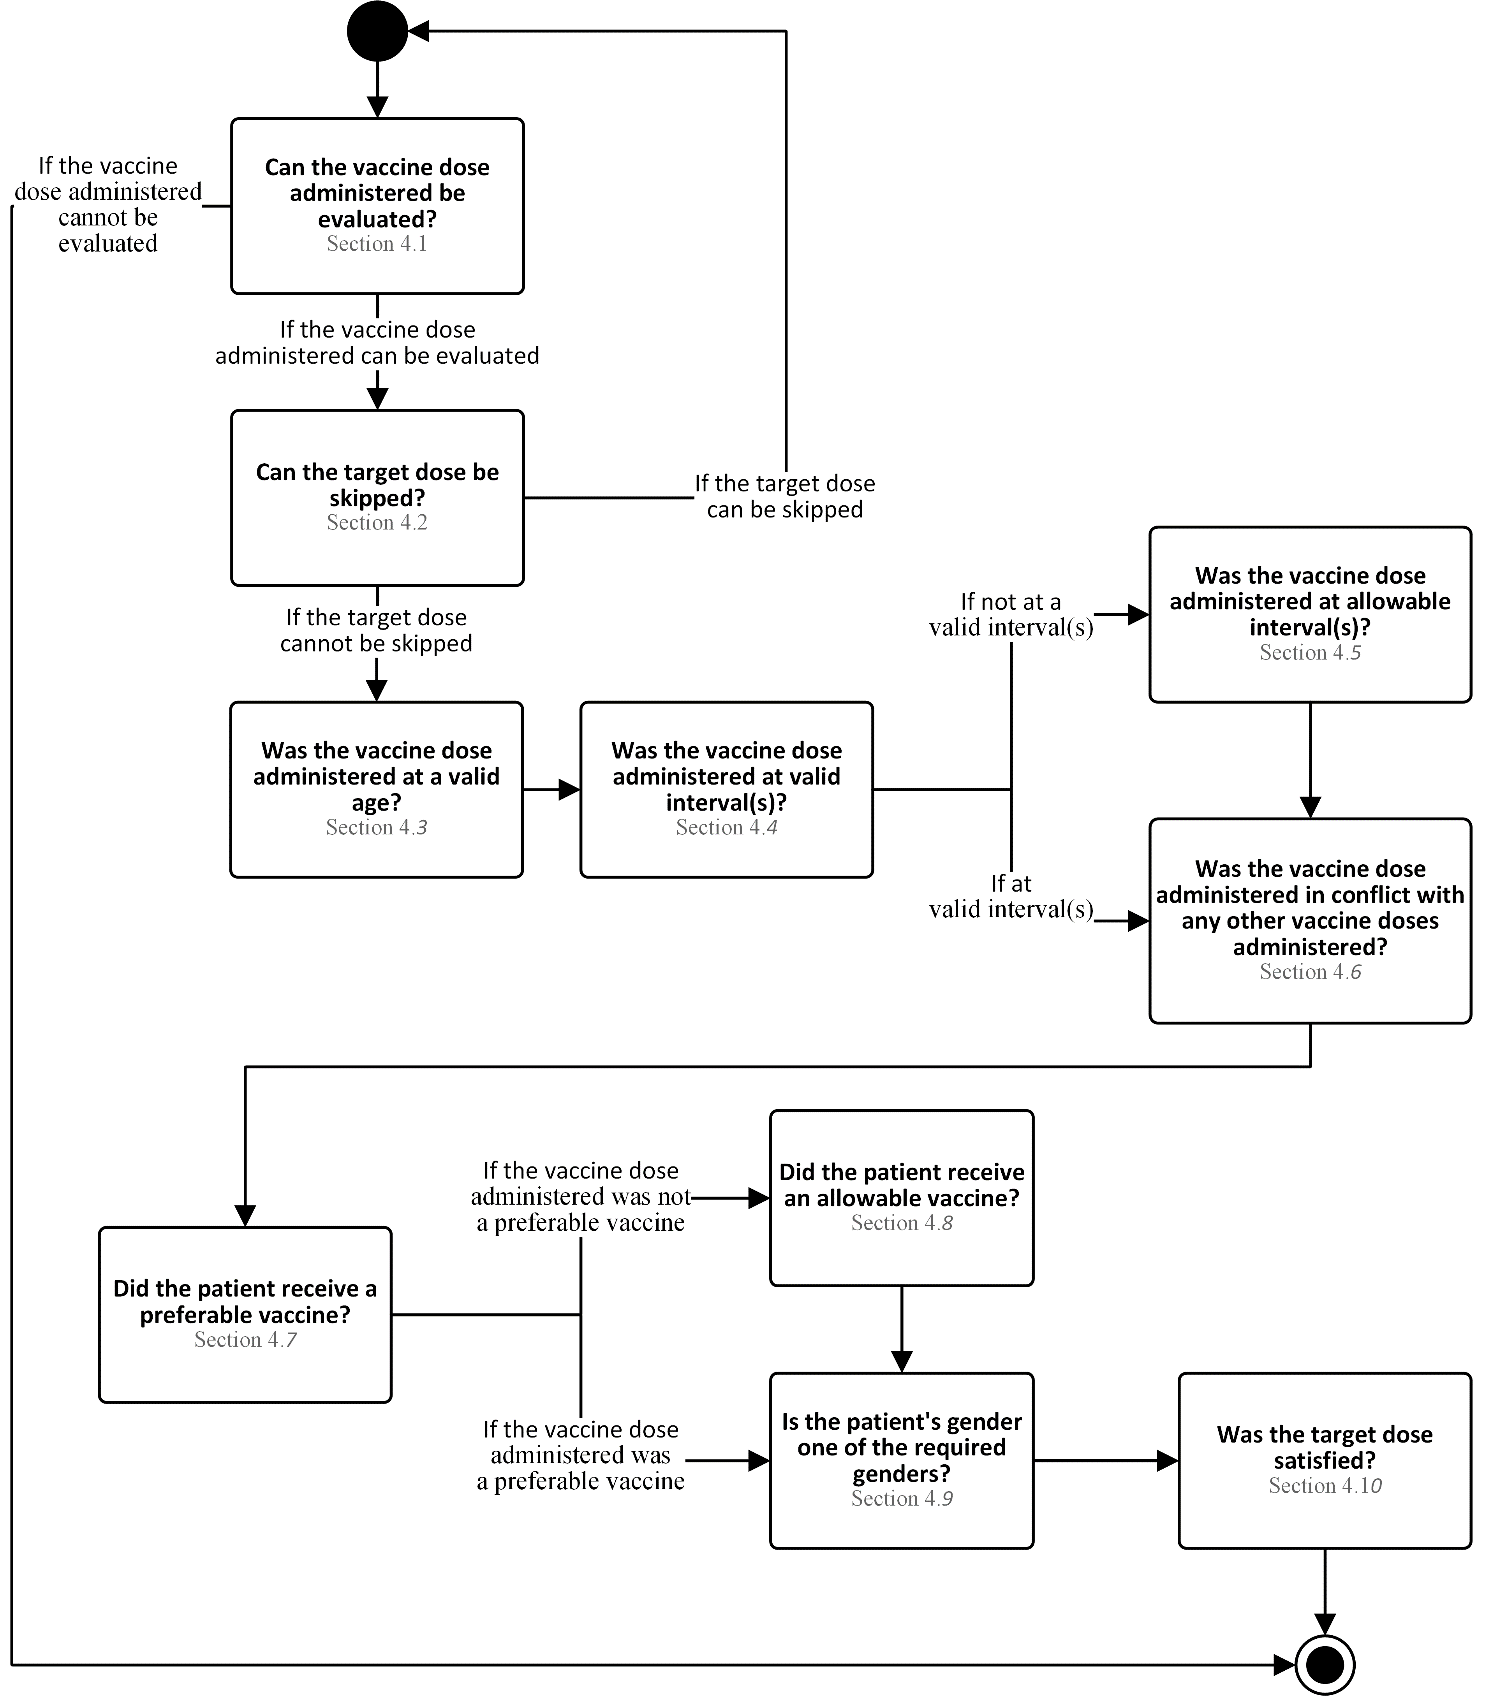 If the vaccine
dose administered
cannot be
evaluated
Can the vaccine dose
administered be
evaluated?
Section 4.1
If the vaccine dose
administered can be evaluated
Can the target dose be
skipped?
Section 4.2
If the target dose
can be skipped
If the target dose
cannot be skipped
Was the vaccine dose
administered at a valid
age?
Section 4.3
Was the vaccine dose
administered at valid
interval(s)?
Section 4.4
If not at a
valid interval(s)
Was the vaccine dose
administered at allowable
interval(s)?
Section 4.5
If at
valid interval(s)
Was the vaccine dose
administered in conflict with
any other vaccine doses
administered?
Section 4.6
Did the patient receive a
preferable vaccine?
Section 4.7
If the vaccine dose
administered was not
a preferable vaccine
Did the patient receive
an allowable vaccine?
Section 4.8
If the vaccine dose
administered was
a preferable vaccine
Is the patient's gender
one of the required
genders?
Section 4.9
Was the target dose
satisfied?
Section 4.10